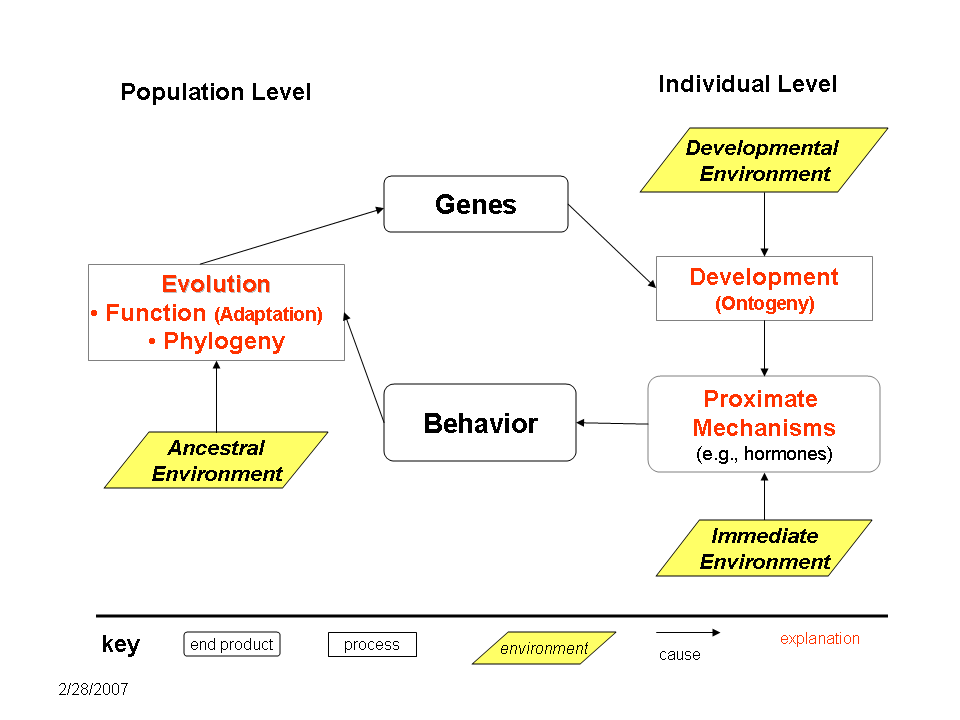 Population Level
Individual Level
Developmental
Environment
Genes
Evolution
• Function (Adaptation)
• Phylogeny
Development
(Ontogeny)
Behavior
Proximate
Mechanisms
(e.g., hormones)
Ancestral
Environment
Immediate
Environment
key
end product
process
environment
cause
explanation
2/28/2007